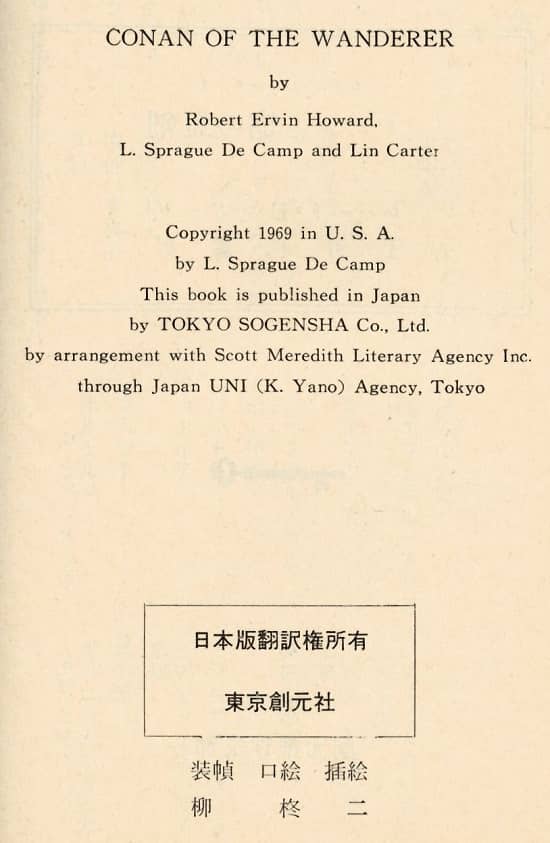 CONAN OF THE WANDERER
by
Robert Ervin Howard,
L. Sprague De Camp and Lin Carter
Copyright 1969 in U. S. A.
by L. Sprague De Camp
This book is published in Japan
by TOKYO SOGENSHA Co., Ltd.
by arrangement with Scott Meredith Literary Agency Inc.
through Japan UNI (K. Yano) Agency, Tokyo
日本版翻訳権所有
東京創元社
装幀 口絵 挿絵
柳 柊 二